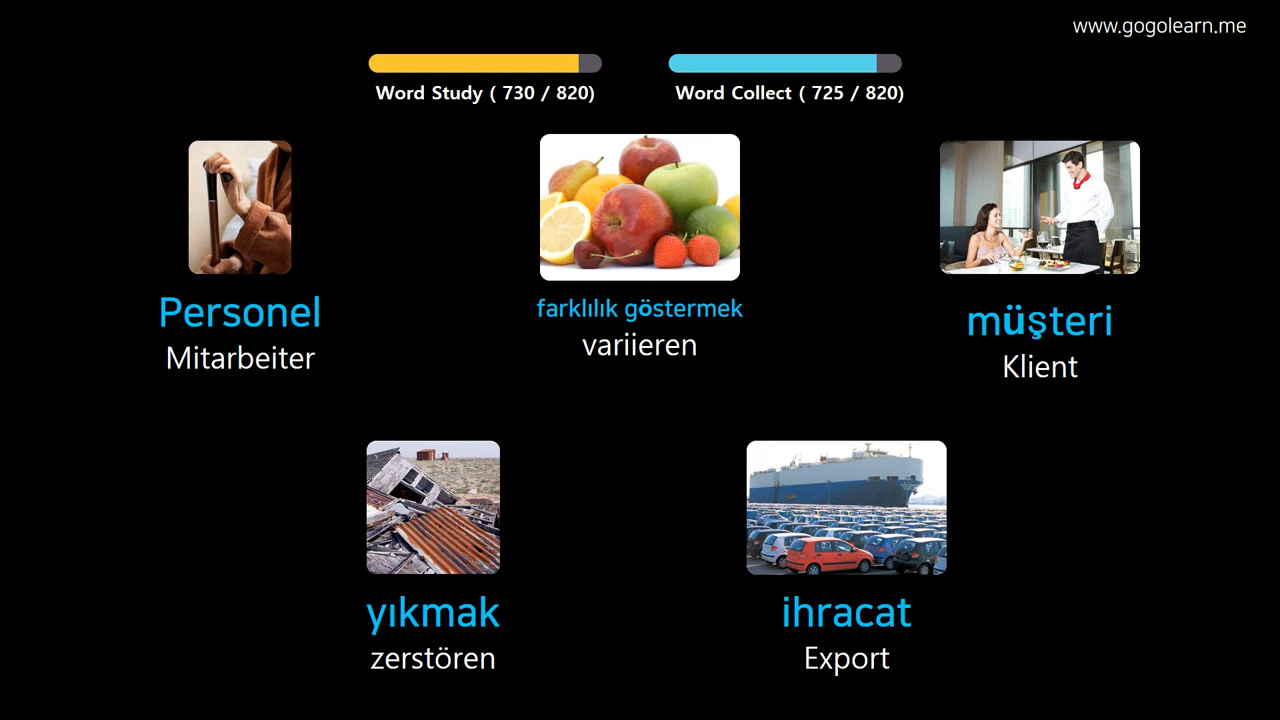 www.gogolearn.me
Word Study ( 730 / 820)
Word Collect ( 725 / 820)
Personel
Mitarbeiter
farklılık göstermek
variieren
müşteri
Klient
yıkmak
zerstören
ihracat
Export